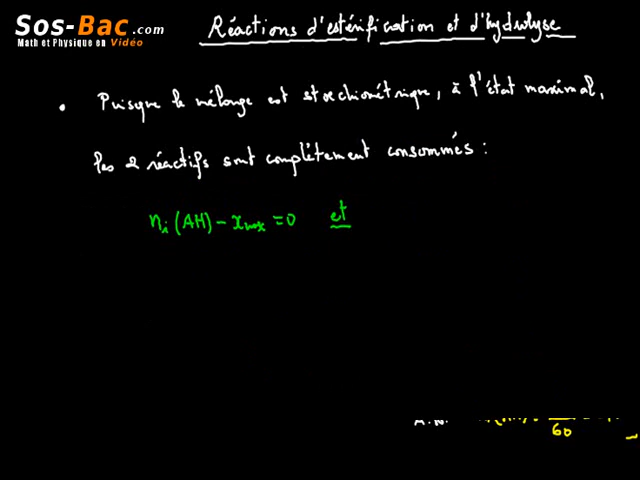 Sos-Bac.com
Math et Physique en Vidéo
Réactions d'estérification et d'hydrolyse
• Puisque le mélange est stoechiométrique, à l'état maximal,
les 2 réactifs sont complètement consommés :
ni (AH) - xmax = 0 et
A.N.
60